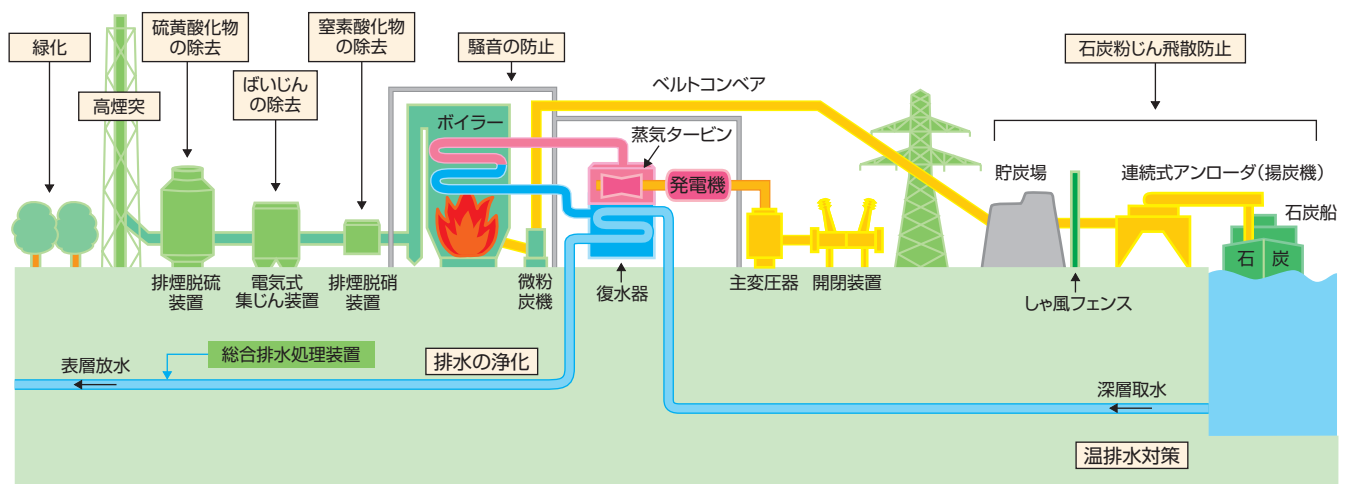 緑化
硫黄酸化物
の除去
窒素酸化物
の除去
騒音の防止
石炭粉じん飛散防止
高煙突
ばいじん
の除去
ベルトコンベア
ボイラー
蒸気タービン
発電機
貯炭場
連続式アンローダ(揚炭機)
石炭船
石 炭
排煙脱硫
装置
電気式
集じん装置
排煙脱硝
装置
微粉
炭機
復水器
主変圧器
開閉装置
しゃ風フェンス
総合排水処理装置
表層放水
排水の浄化
深層取水
温排水対策